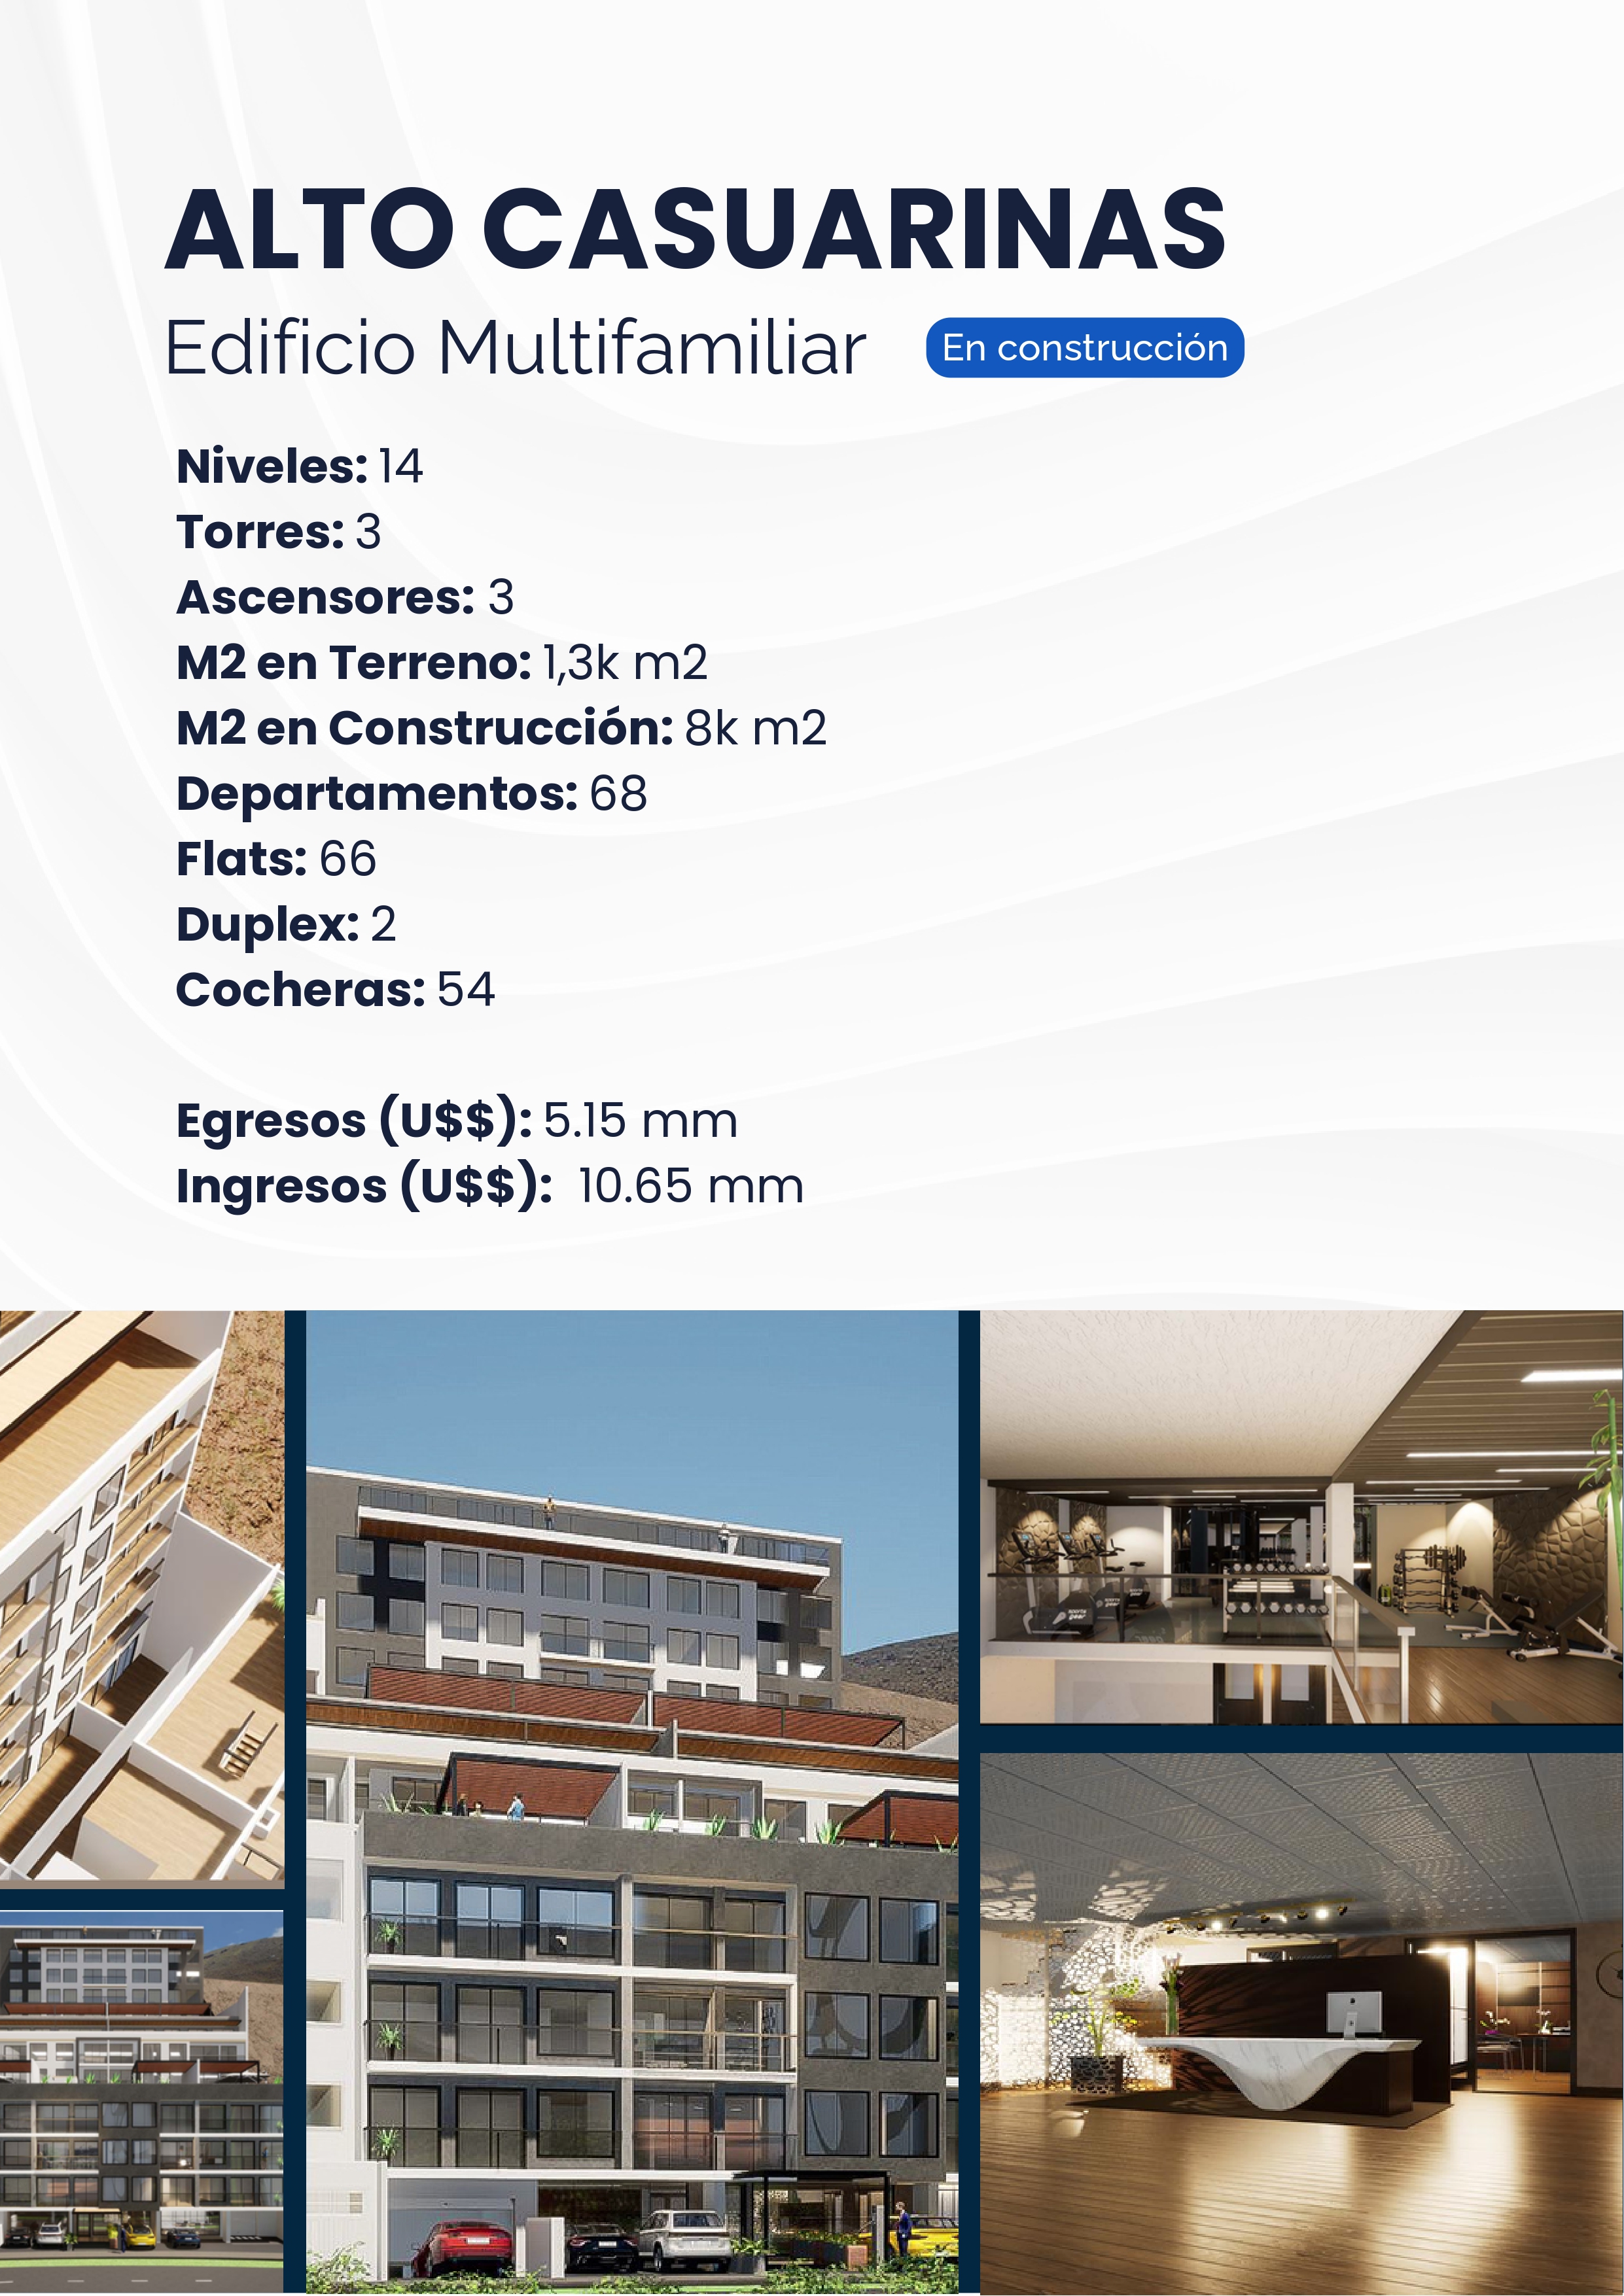 ALTO CASUARINAS
Edificio Multifamiliar
En construcción
Niveles: 14
Torres: 3
Ascensores: 3
M2 en Terreno: 1,3k m2
M2 en Construcción: 8k m2
Departamentos: 68
Flats: 66
Duplex: 2
Cocheras: 54
Egresos (U$$): 5.15 mm
Ingresos (U$$): 10.65 mm